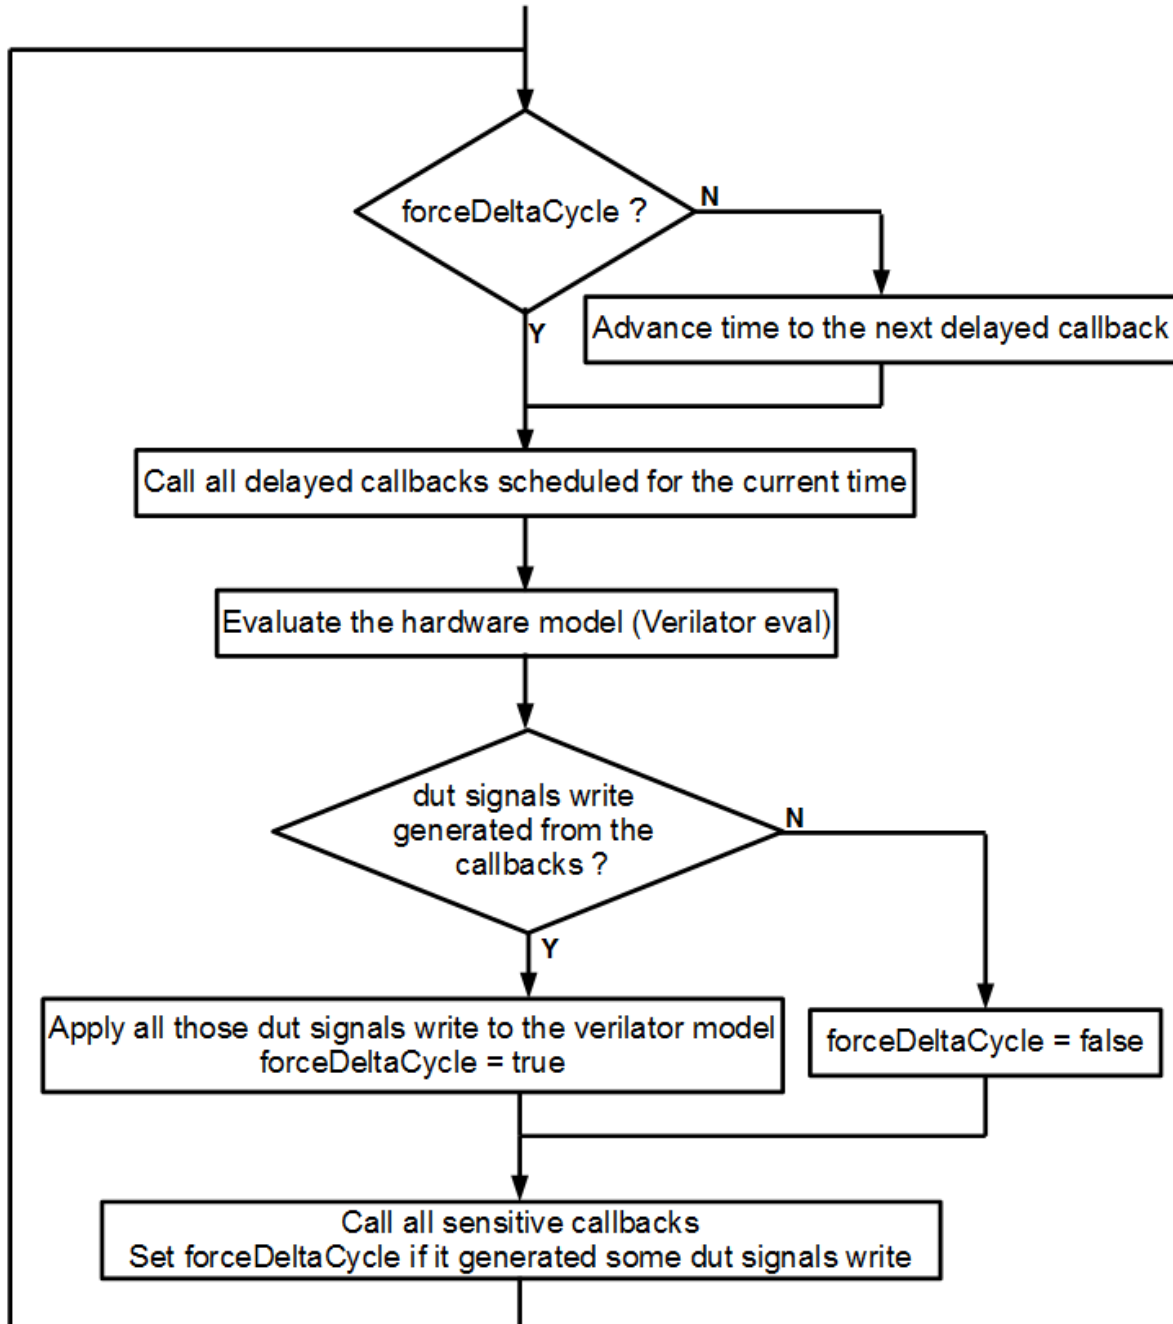 forceDeltaCycle ?
N
Y
Advance time to the next delayed callback
Call all delayed callbacks scheduled for the current time
Evaluate the hardware model (Verilator eval)
dut signals write
generated from the
callbacks ?
N
Y
Apply all those dut signals write to the verilator model
forceDeltaCycle = true
forceDeltaCycle = false
Call all sensitive callbacks
Set forceDeltaCycle if it generated some dut signals write